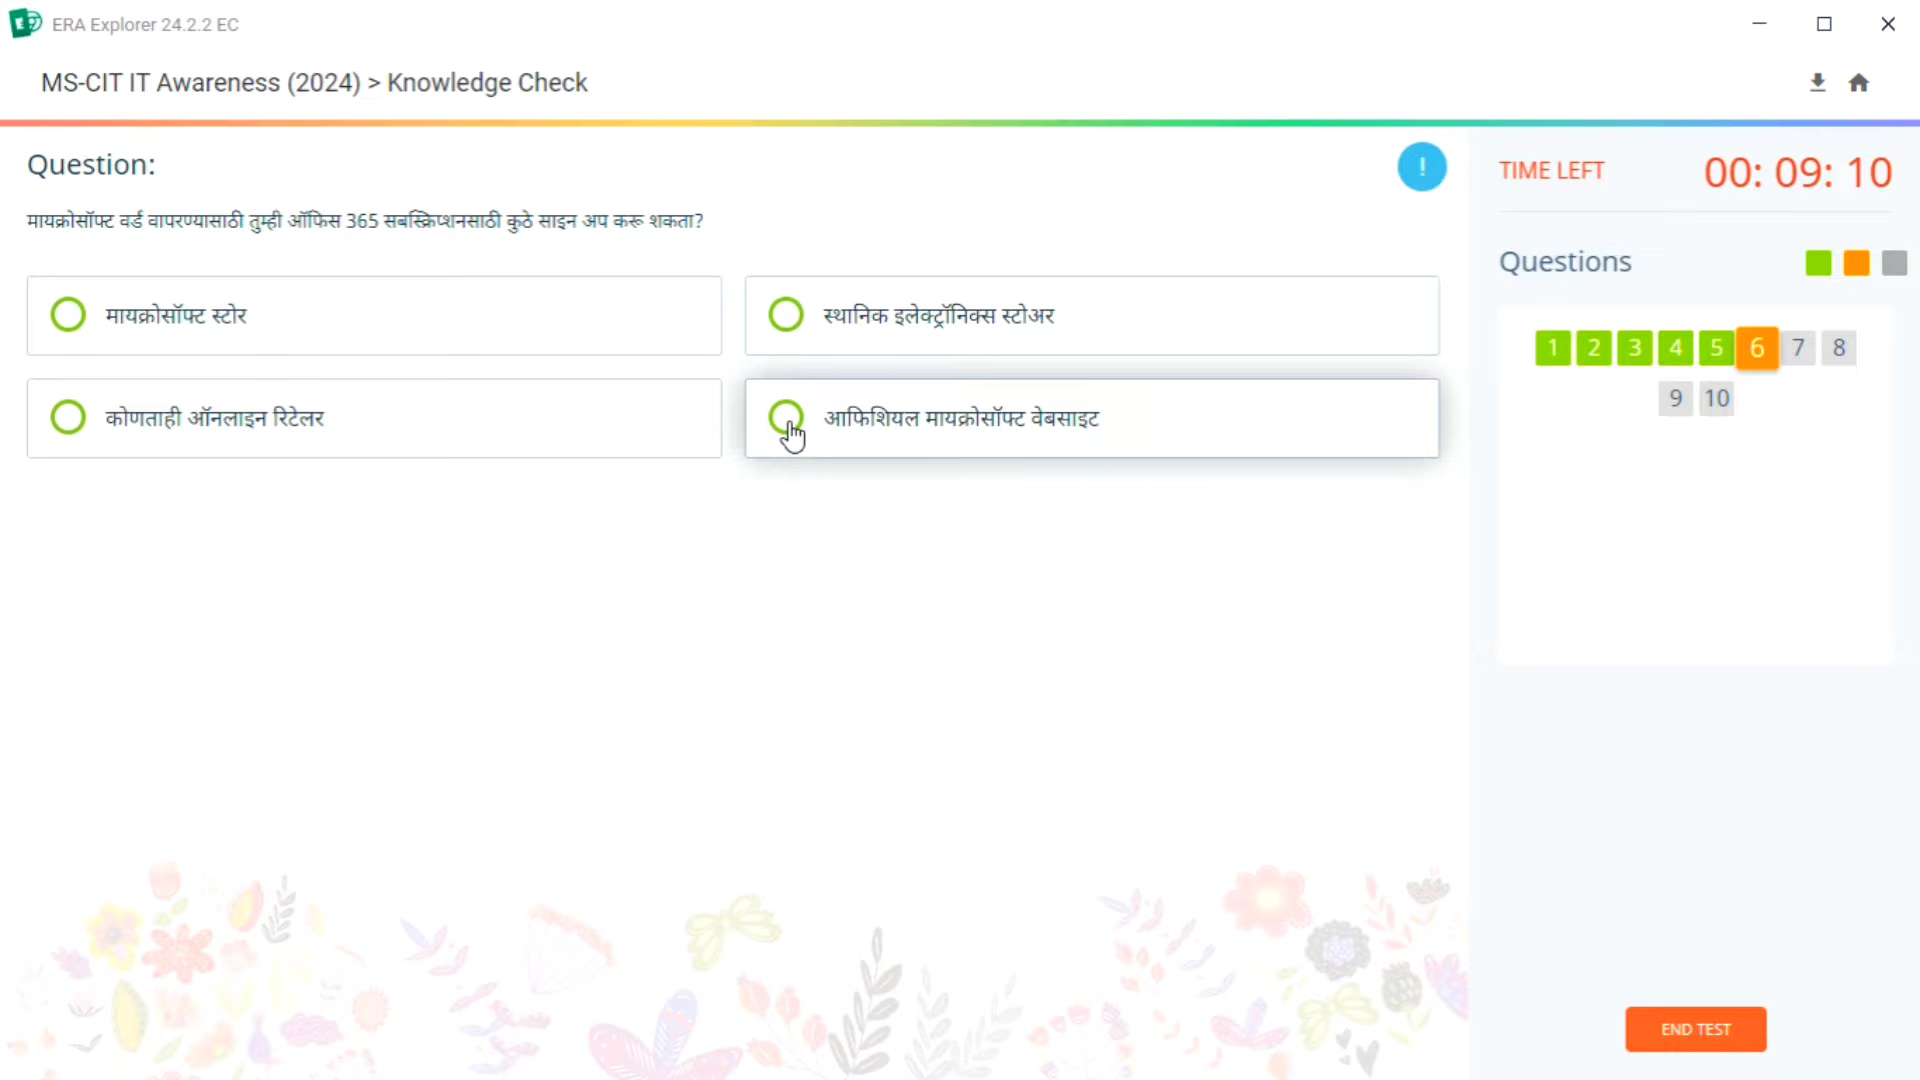 ERA Explorer 24.2.2 EC
MS-CIT IT Awareness (2024) > Knowledge Check
Question:
!
मायक्रोसॉफ्ट वर्ड वापरण्यासाठी तुम्ही ऑफिस 365 सबस्क्रिप्शनसाठी कुठे साइन अप करू शकता?
मायक्रोसॉफ्ट स्टोर
स्थानिक इलेक्ट्रॉनिक्स स्टोअर
कोणताही ऑनलाइन रिटेलर
आफिशियल मायक्रोसॉफ्ट वेबसाइट
TIME LEFT 00: 09: 10
Questions
1 2 3 4 5 6 7 8
9 10
END TEST